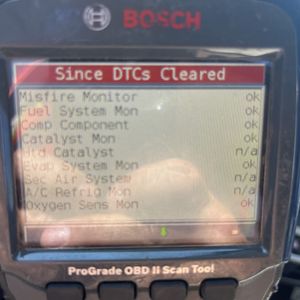 BOSCH
Since DTCs Cleared
Misfire Monitor ok
Fuel System Mon ok
Comp Component ok
Catalyst Mon ok
Htd Catalyst n/a
Evap System Mon ok
Sec Air System n/a
A/C Refrig Mon n/a
Oxygen Sens Mon ok
ProGrade OBD II Scan Tool